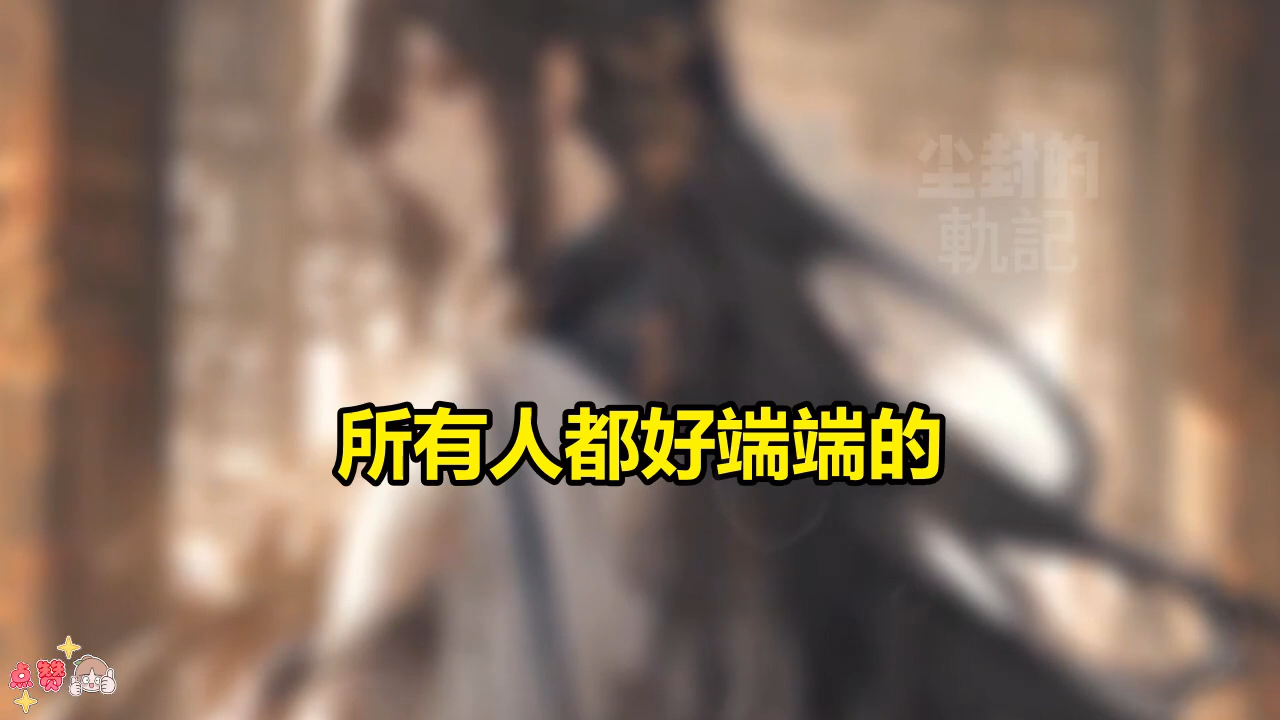 尘封的
軌記
所有人都好端端的
点赞